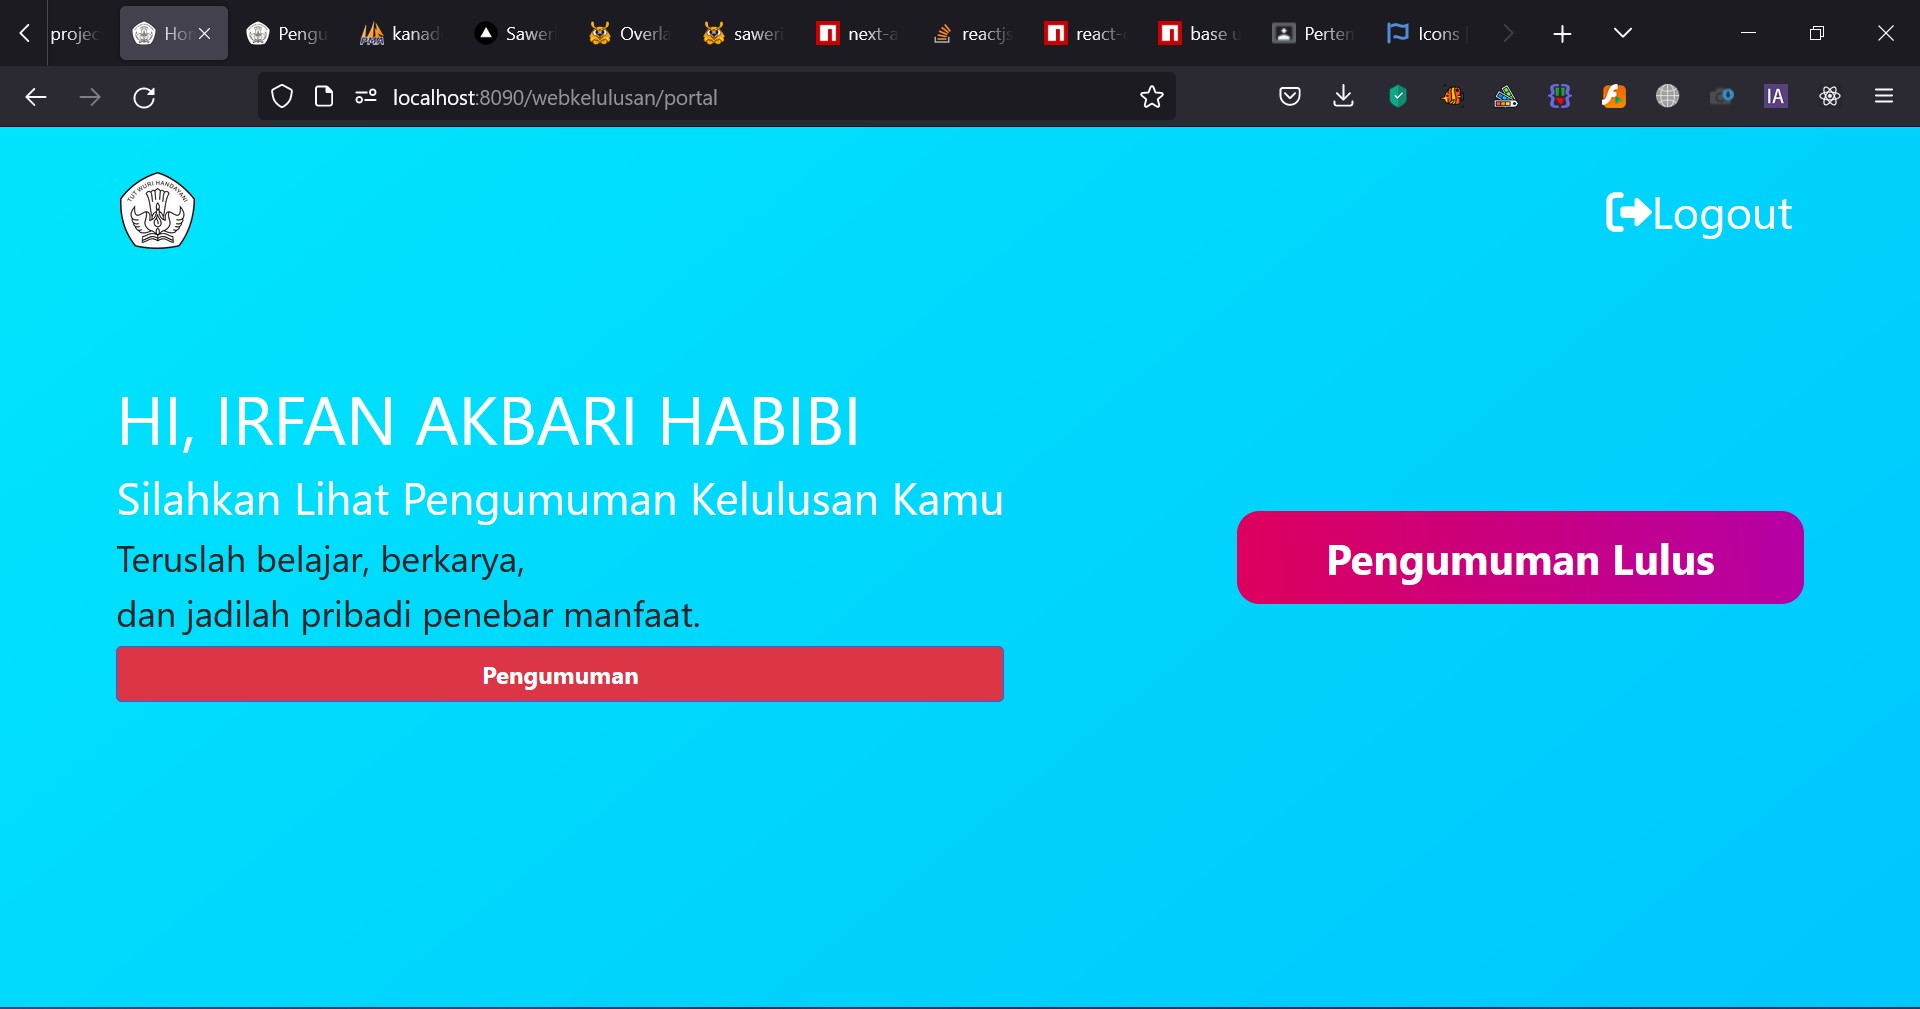 projec
Hor
Pengu
kanad
Sawer
Overla
saweri
next-a
reactjs
react-
base u
Perten
Icons
localhost:8090/webkelulusan/portal
IA
TUT WURI HANDAYANI
Logout
HI, IRFAN AKBARI HABIBI
Silahkan Lihat Pengumuman Kelulusan Kamu
Teruslah belajar, berkarya,
dan jadilah pribadi penebar manfaat.
Pengumuman
Pengumuman Lulus